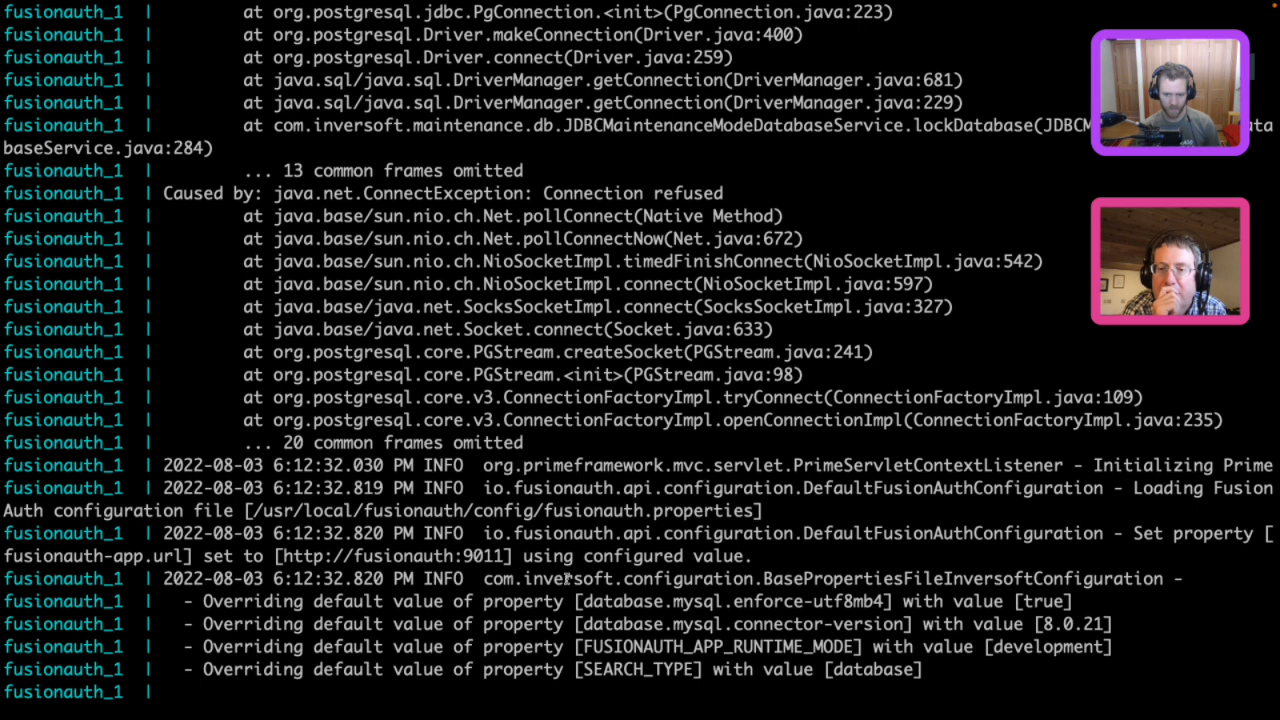 fusionauth_1 | at org.postgresql.jdbc.PgConnection.<init>(PgConnection.java:223)
fusionauth_1 | at org.postgresql.Driver.makeConnection(Driver.java:400)
fusionauth_1 | at org.postgresql.Driver.connect(Driver.java:259)
fusionauth_1 | at java.sql/java.sql.DriverManager.getConnection(DriverManager.java:681)
fusionauth_1 | at java.sql/java.sql.DriverManager.getConnection(DriverManager.java:229)
fusionauth_1 | at com.inversoft.maintenance.db.JDBCMaintenanceModeDatabaseService.lockDatabase(JDBCM ata
baseService.java:284)
fusionauth_1 | ... 13 common frames omitted
fusionauth_1 | Caused by: java.net.ConnectException: Connection refused
fusionauth_1 | at java.base/sun.nio.ch.Net.pollConnect(Native Method)
fusionauth_1 | at java.base/sun.nio.ch.Net.pollConnectNow(Net.java:672)
fusionauth_1 | at java.base/sun.nio.ch.NioSocketImpl.timedFinishConnect(NioSocketImpl.java:542)
fusionauth_1 | at java.base/sun.nio.ch.NioSocketImpl.connect(NioSocketImpl.java:597)
fusionauth_1 | at java.base/java.net.SocksSocketImpl.connect(SocksSocketImpl.java:327)
fusionauth_1 | at java.base/java.net.Socket.connect(Socket.java:633)
fusionauth_1 | at org.postgresql.core.PGStream.createSocket(PGStream.java:241)
fusionauth_1 | at org.postgresql.core.PGStream.<init>(PGStream.java:98)
fusionauth_1 | at org.postgresql.core.v3.ConnectionFactoryImpl.tryConnect(ConnectionFactoryImpl.java:109)
fusionauth_1 | at org.postgresql.core.v3.ConnectionFactoryImpl.openConnectionImpl(ConnectionFactoryImpl.java:235)
fusionauth_1 | ... 20 common frames omitted
fusionauth_1 | 2022-08-03 6:12:32.030 PM INFO org.primeframework.mvc.servlet.PrimeServletContextListener - Initializing Prime
fusionauth_1 | 2022-08-03 6:12:32.819 PM INFO io.fusionauth.api.configuration.DefaultFusionAuthConfiguration - Loading Fusion
Auth configuration file [/usr/local/fusionauth/config/fusionauth.properties]
fusionauth_1 | 2022-08-03 6:12:32.820 PM INFO io.fusionauth.api.configuration.DefaultFusionAuthConfiguration - Set property [
fusionauth-app.url] set to [http://fusionauth:9011] using configured value.
fusionauth_1 | 2022-08-03 6:12:32.820 PM INFO com.inversoft.configuration.BasePropertiesFileInversoftConfiguration -
fusionauth_1 | - Overriding default value of property [database.mysql.enforce-utf8mb4] with value [true]
fusionauth_1 | - Overriding default value of property [database.mysql.connector-version] with value [8.0.21]
fusionauth_1 | - Overriding default value of property [FUSIONAUTH_APP_RUNTIME_MODE] with value [development]
fusionauth_1 | - Overriding default value of property [SEARCH_TYPE] with value [database]
fusionauth_1 |